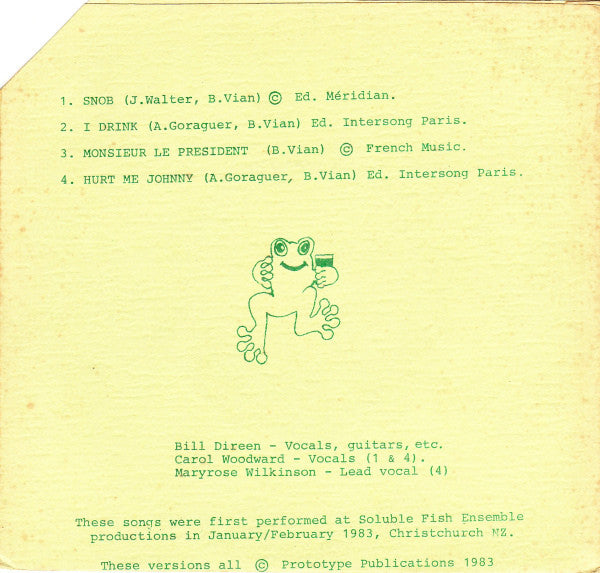 1. SNOB (J.Walter, B.Vian) © Ed. Méridian.
2. I DRINK (A.Goraguer, B.Vian) Ed. Intersong Paris.
3. MONSIEUR LE PRESIDENT (B.Vian) © French Music.
4. HURT ME JOHNNY (A.Goraguer, B.Vian) Ed. Intersong Paris.
Bill Direen - Vocals, guitars, etc.
Carol Woodward - Vocals (1 & 4).
Maryrose Wilkinson - Lead vocal (4)
These songs were first performed at Soluble Fish Ensemble
productions in January/February 1983, Christchurch NZ.
These versions all © Prototype Publications 1983